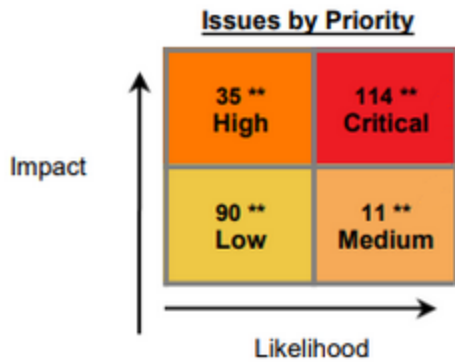 Issues by Priority
35 **
High
114 **
Critical
Impact
90 **
Low
11 **
Medium
Likelihood